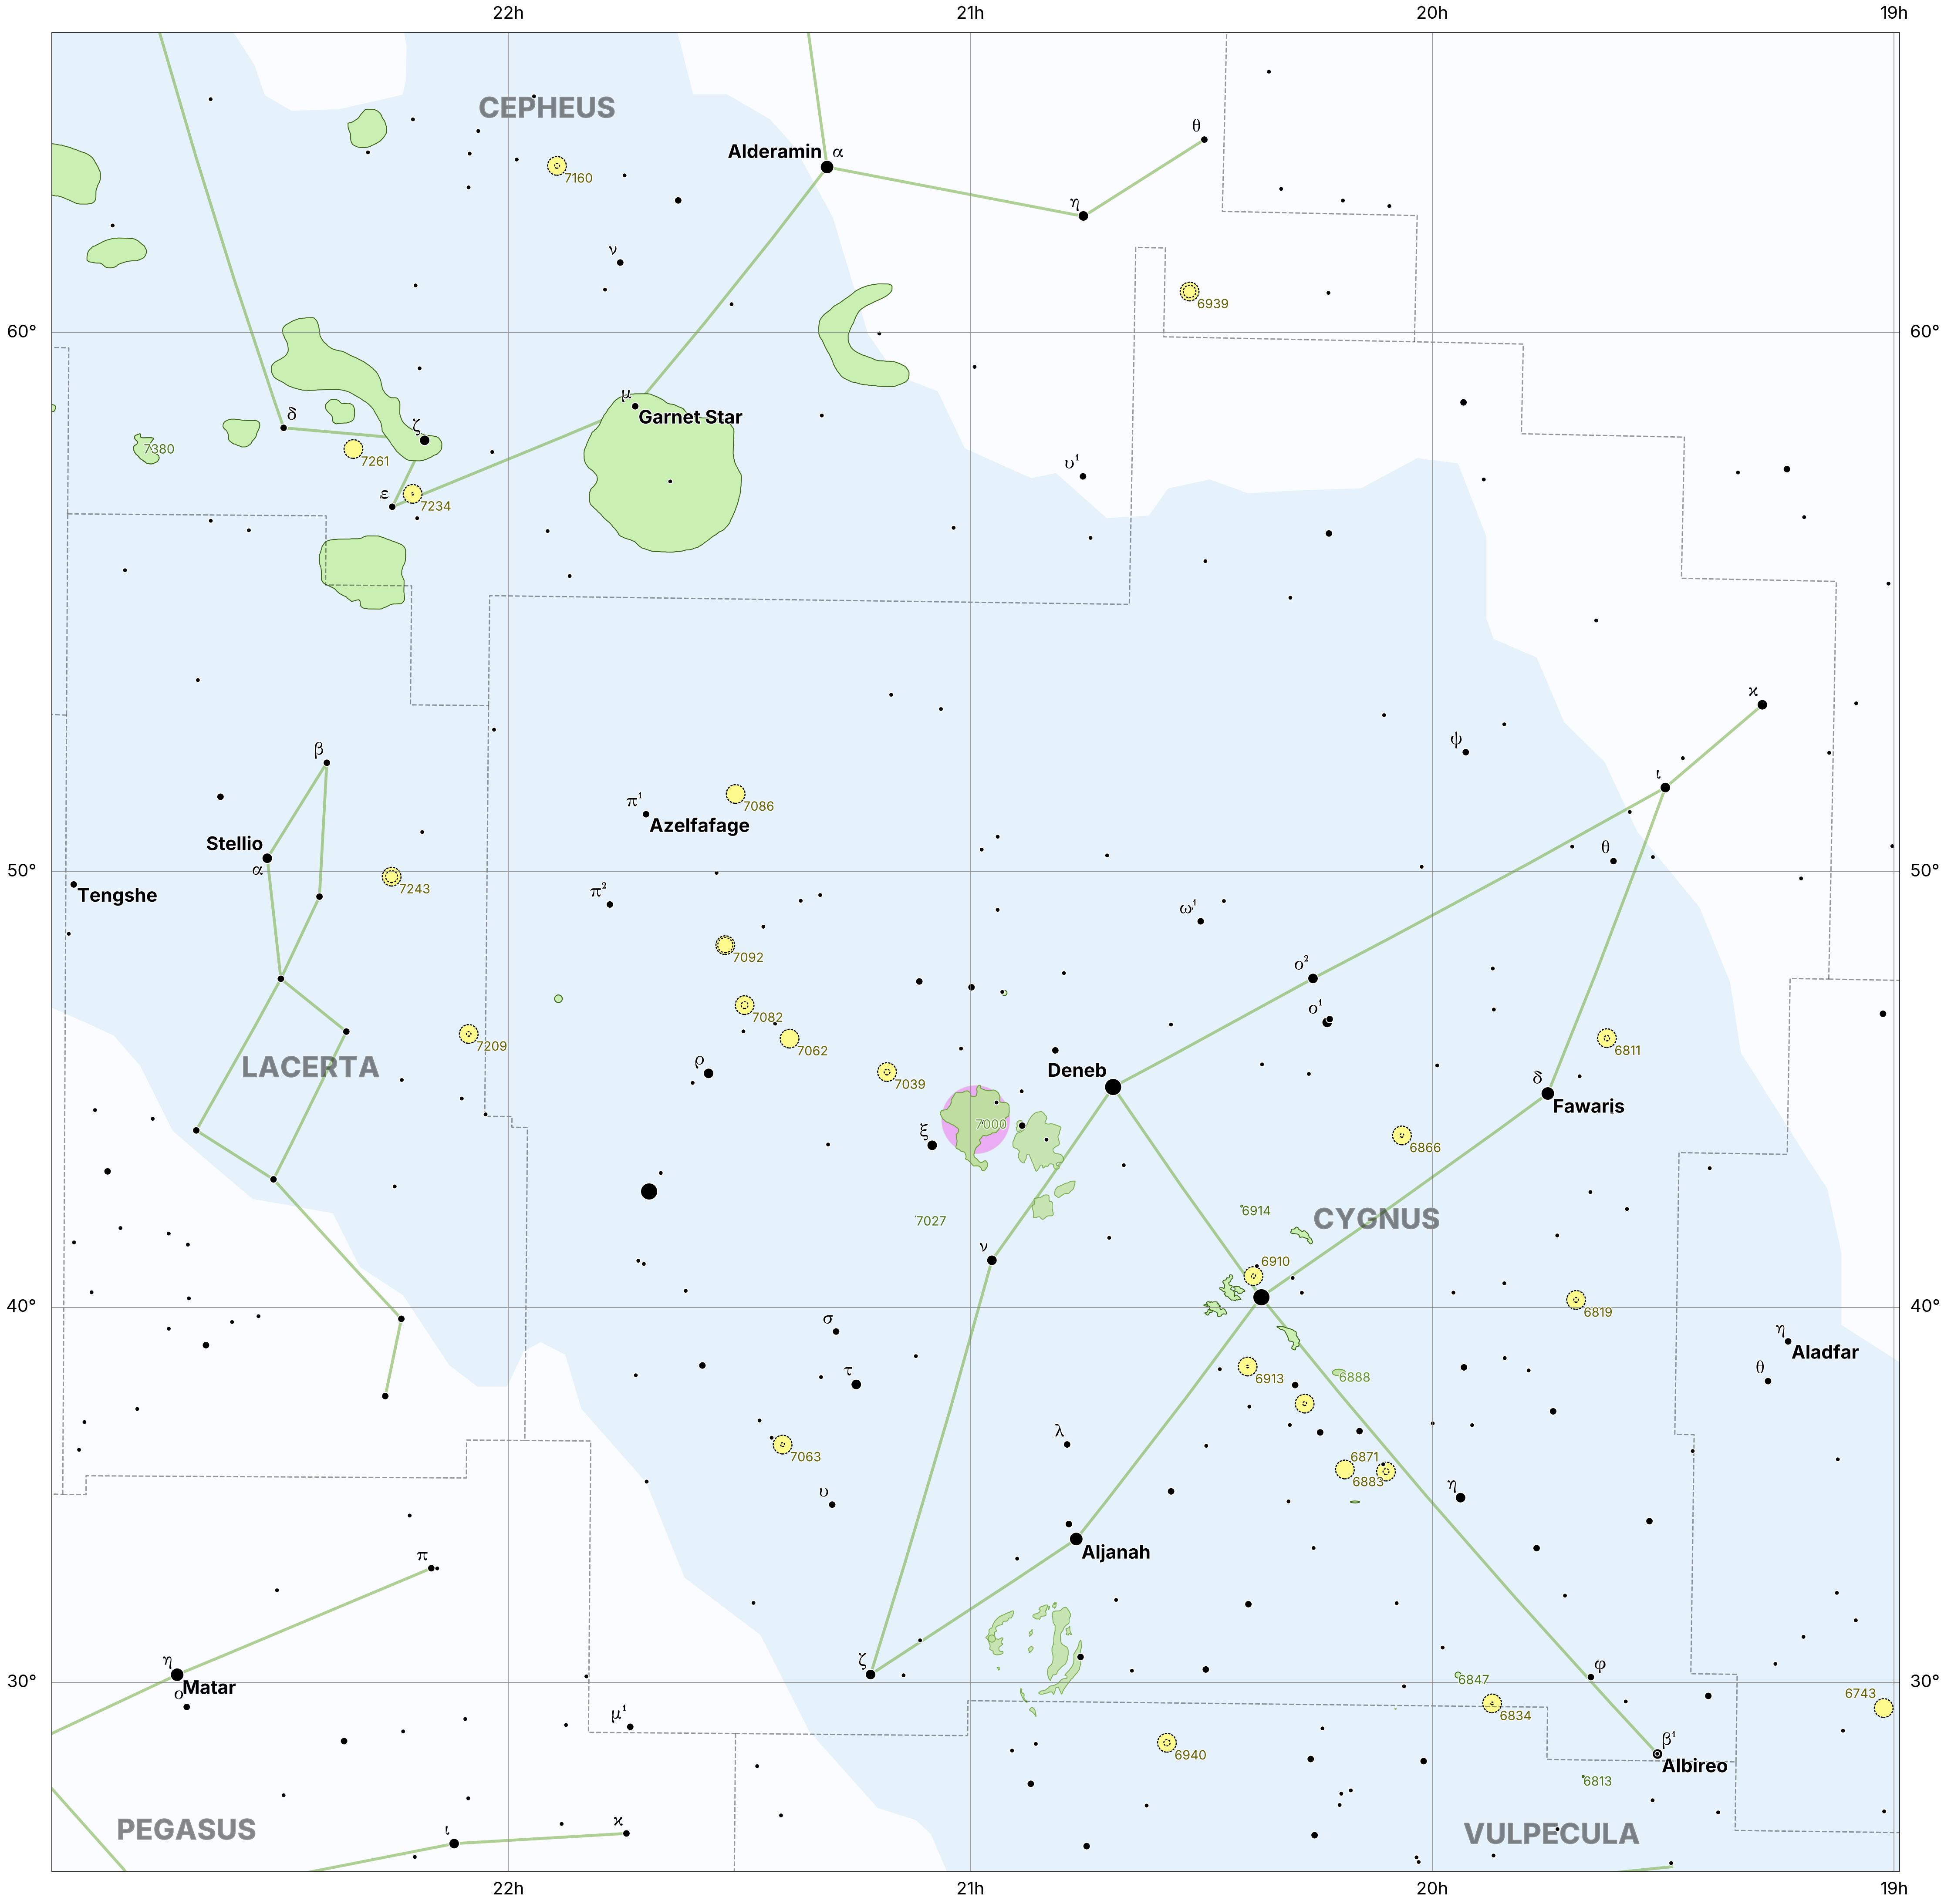 22h 21h 20h 19h
CEPHEUS
θ
Alderamin α
7160
η
ν
6939
60° 60°
μ
Garnet Star
δ
ζ
7380
7261
υ¹
ε
7234
ϰ
ψ
β
ι
π¹
7086
Azelfafage
Stellio
θ
α
50° 50°
7243
Tengshe
π²
ω¹
7092
ο²
ο¹
7082
7062
7209
6811
LACERTA
ρ
Deneb
δ
7039
Fawaris
7000
ξ
6866
6914
7027
CYGNUS
ν
6910
40° 40°
6819
σ
η
Aladfar
τ
6913
6888
θ
λ
7063
6871
6883
η
υ
Aljanah
π
ζ
η
φ
30° 30°
6847
Matar
ο
6743
μ¹
6834
β¹
6940
Albireo
6813
PEGASUS
ι
ϰ
VULPECULA
22h 21h 20h 19h